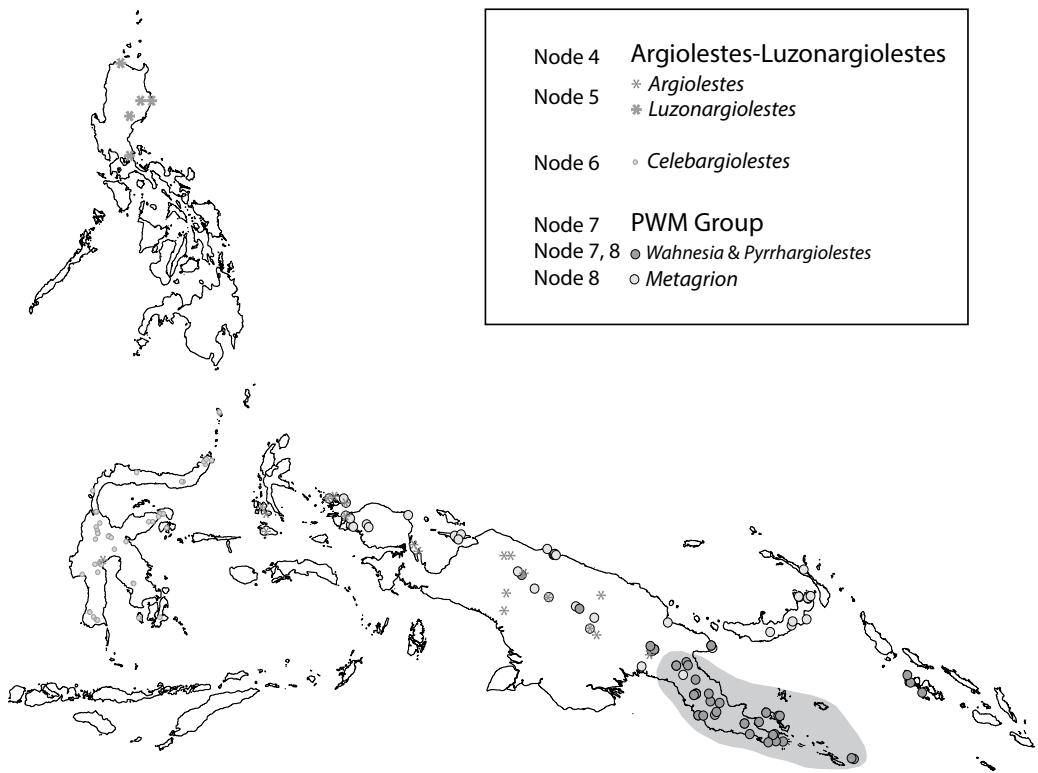 Node 4 Argiolestes-Luzonargiolestes
Node 5 Argiolestes
Luzonargiolestes
Node 6 Celebargiolestes
Node 7 PWM Group
Node 7, 8 Wahnesia & Pyrrhargiolestes
Node 8 Metagrion